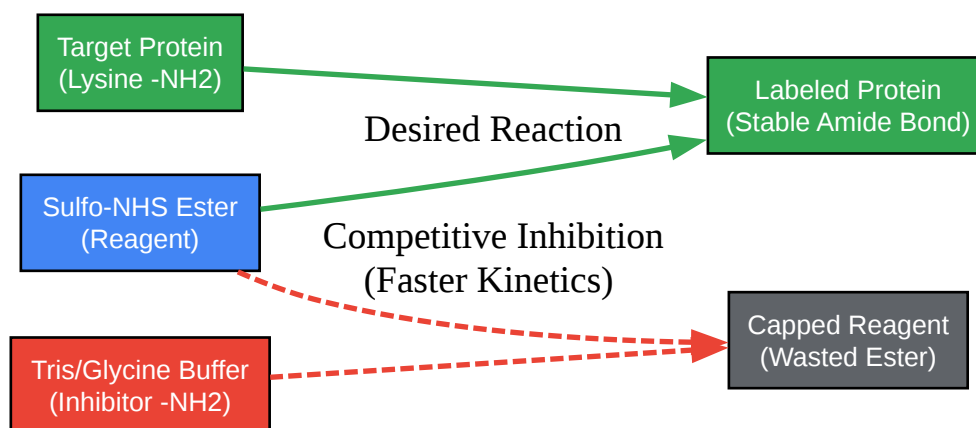 Target Protein
(Lysine -NH2)
Labeled Protein
(Stable Amide Bond)
Desired Reaction
Sulfo-NHS Ester
(Reagent)
Competitive Inhibition
(Faster Kinetics)
Capped Reagent
(Wasted Ester)
Tris/Glycine Buffer
(Inhibitor -NH2)